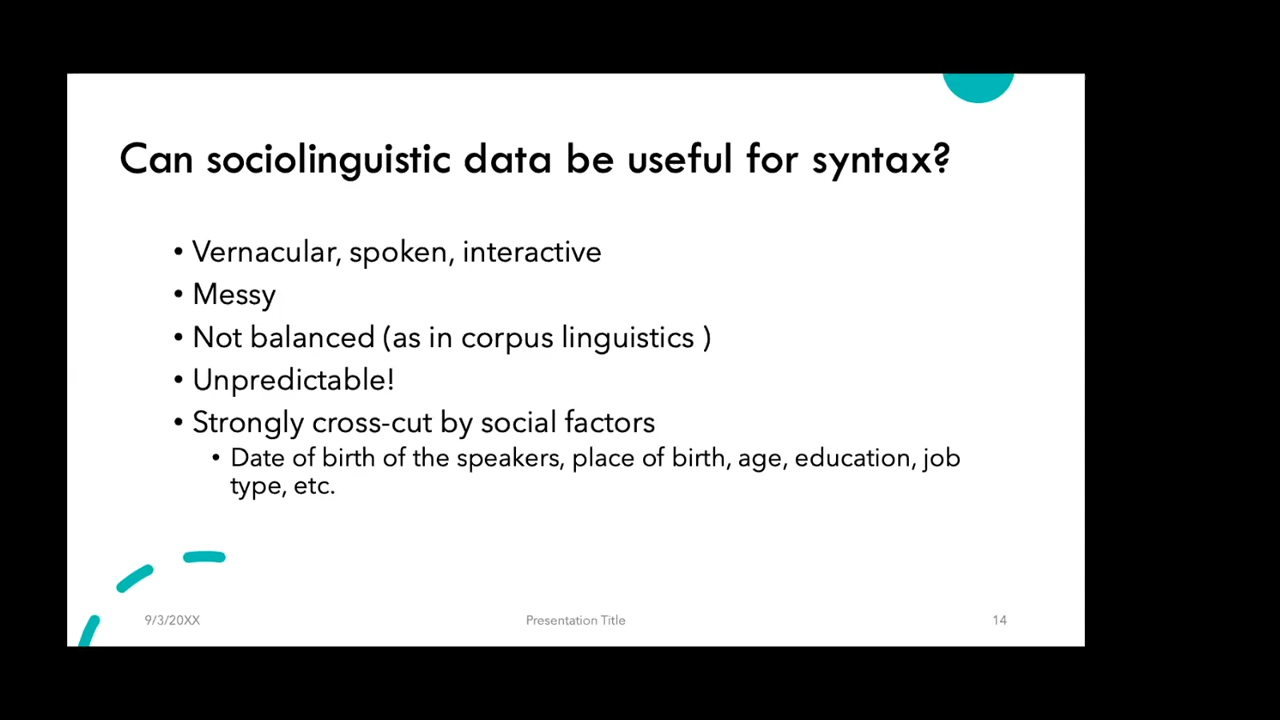 Can sociolinguistic data be useful for syntax?
• Vernacular, spoken, interactive
• Messy
• Not balanced (as in corpus linguistics )
• Unpredictable!
• Strongly cross-cut by social factors
• Date of birth of the speakers, place of birth, age, education, job
type, etc.
9/3/20XX
Presentation Title
14